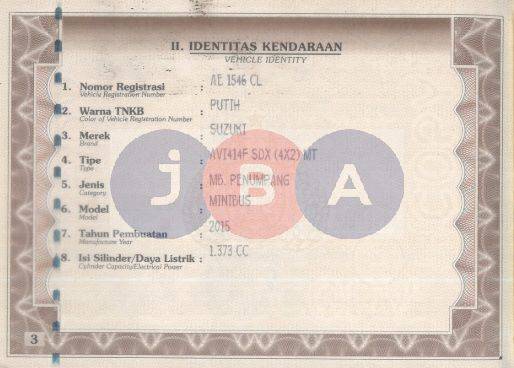 II. IDENTITAS KENDARAAN
VEHICLE IDENTITY
1. Nomor Registrasi : AE 1546 CL
Vehicle Registration Number
2. Warna TNKB : PUTIH
Color of Vehicle Registration Number
3. Merek : SUZUKI
Brand
4. Tipe : AVI414F SDX (4X2) MT
Type
5. Jenis : MB. PENUMPANG
Category
6. Model : MINIBUS
Model
7. Tahun Pembuatan : 2015
Manufacture Year
8. Isi Silinder/Daya Listrik : 1.373 CC
Cylinder Capacity/Electrical Power
JBA
3